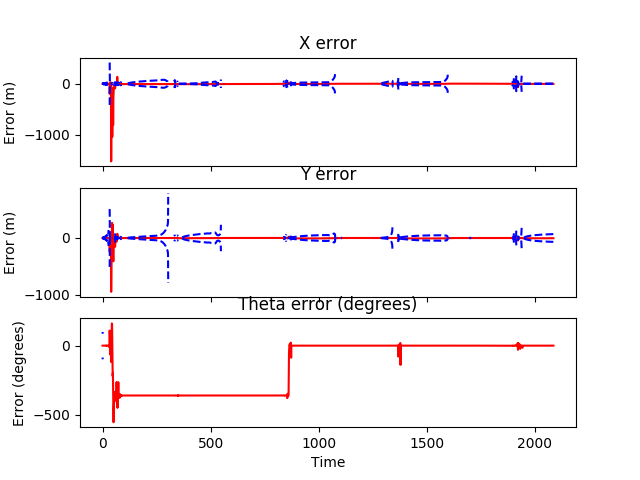 X error
0
−1000
Error (m)
Y error
0
−1000
Error (m)
Theta error (degrees)
0
−500
Error (degrees)
0 500 1000 1500 2000
Time